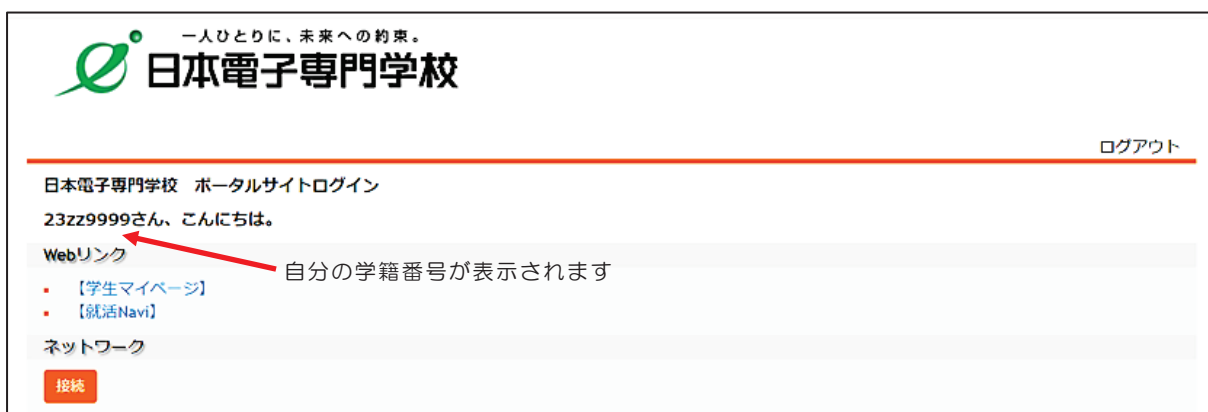 一人ひとりに、未来への約束。
日本電子専門学校
ログアウト
日本電子専門学校　ポータルサイトログイン
23zz9999さん、こんにちは。
Webリンク
自分の学籍番号が表示されます
【学生マイページ】
【就活Navi】
ネットワーク
接続